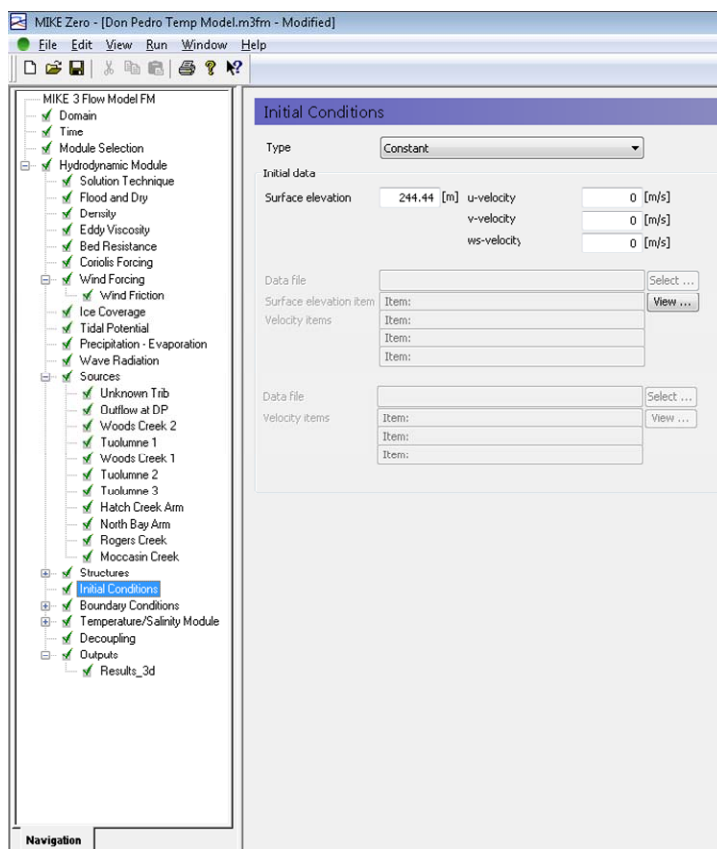 MIKE Zero - [Don Pedro Temp Model.m3fm - Modified]
File Edit View Run Window Help
MIKE 3 Flow Model FM
Domain
Time
Module Selection
Hydrodynamic Module
Solution Technique
Flood and Dry
Density
Eddy Viscosity
Bed Resistance
Coriolis Forcing
Wind Forcing
Wind Friction
Ice Coverage
Tidal Potential
Precipitation - Evaporation
Wave Radiation
Sources
Unknown Trib
Outflow at DP
Woods Creek 2
Tuolumne 1
Woods Creek 1
Tuolumne 2
Tuolumne 3
Hatch Creek Arm
North Bay Arm
Rogers Creek
Moccasin Creek
Structures
Initial Conditions
Boundary Conditions
Temperature/Salinity Module
Decoupling
Outputs
Results_3d
Navigation
Initial Conditions
Type Constant
Initial data
Surface elevation 244.44 [m] u-velocity 0 [m/s]
v-velocity 0 [m/s]
ws-velocity 0 [m/s]
Data file Select ...
Surface elevation item Item: View ...
Velocity items Item:
Item:
Item:
Data file Select ...
Velocity items Item: View ...
Item:
Item: